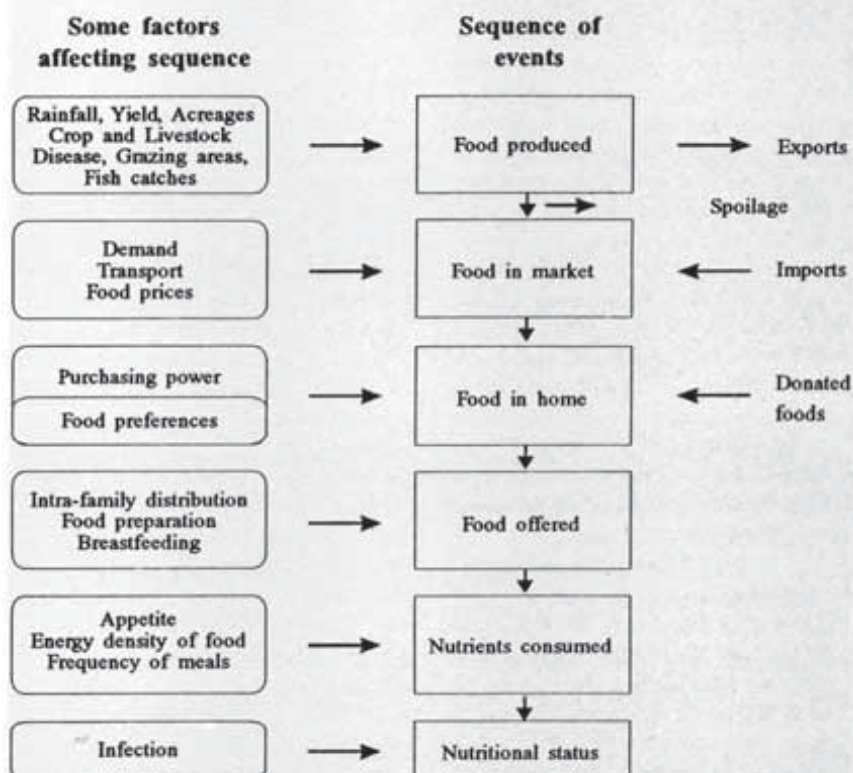 Some factors
affecting sequence
Sequence of
events
Rainfall, Yield, Acreages
Crop and Livestock
Disease, Grazing areas,
Fish catches
Food produced
Exports
Spoilage
Demand
Transport
Food prices
Food in market
Imports
Purchasing power
Food preferences
Food in home
Donated
foods
Intra-family distribution
Food preparation
Breastfeeding
Food offered
Appetite
Energy density of food
Frequency of meals
Nutrients consumed
Infection
Nutritional status